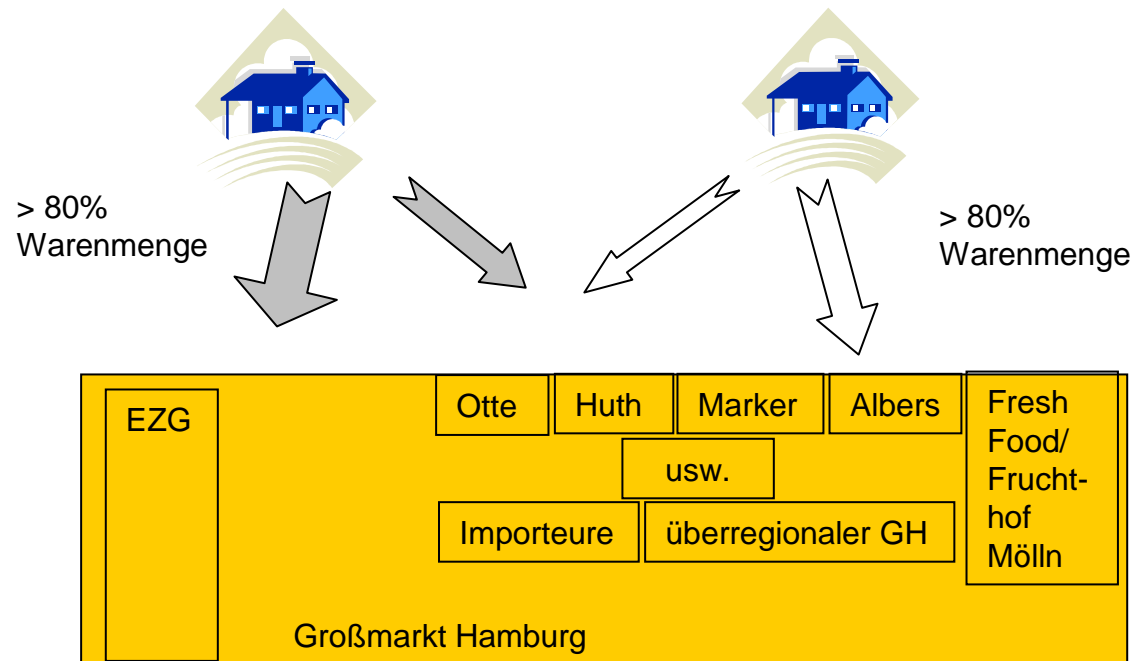 > 80%
Warenmenge
> 80%
Warenmenge
EZG
Otte
Huth
Marker
Albers
Fresh
Food/
Frucht-
hof
Mölln
usw.
Importeure
überregionaler GH
Großmarkt Hamburg